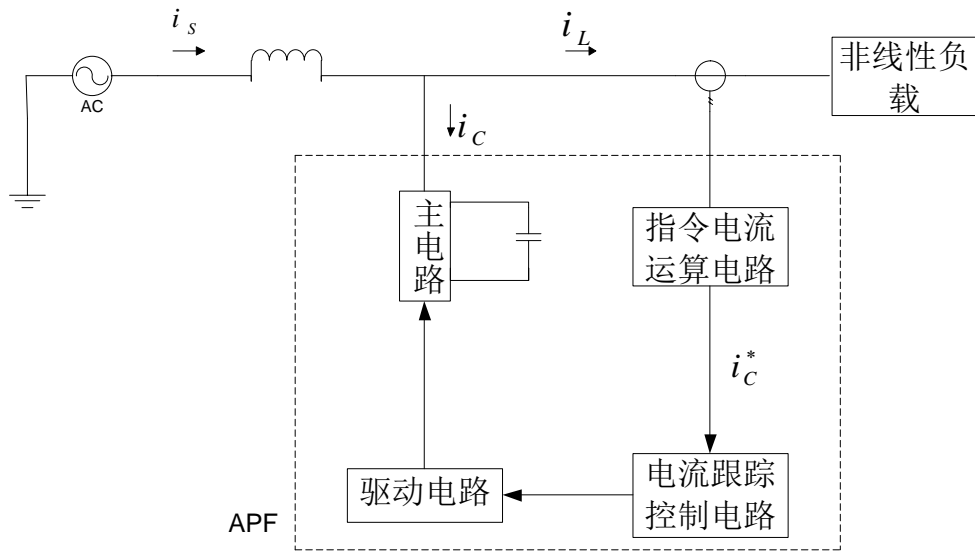 i_S
i_L
AC
非线性负
载
i_C
主
电
路
指令电流
运算电路
i_C^*
驱动电路
电流跟踪
控制电路
APF